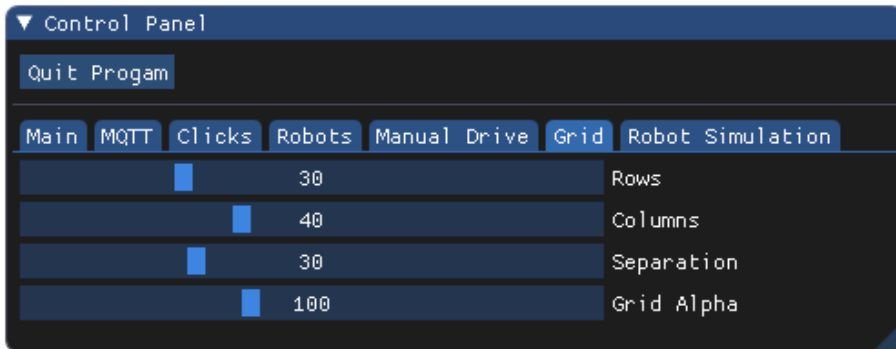 Control Panel
Quit Progam
Main MQTT Clicks Robots Manual Drive Grid Robot Simulation
30 Rows
40 Columns
30 Separation
100 Grid Alpha